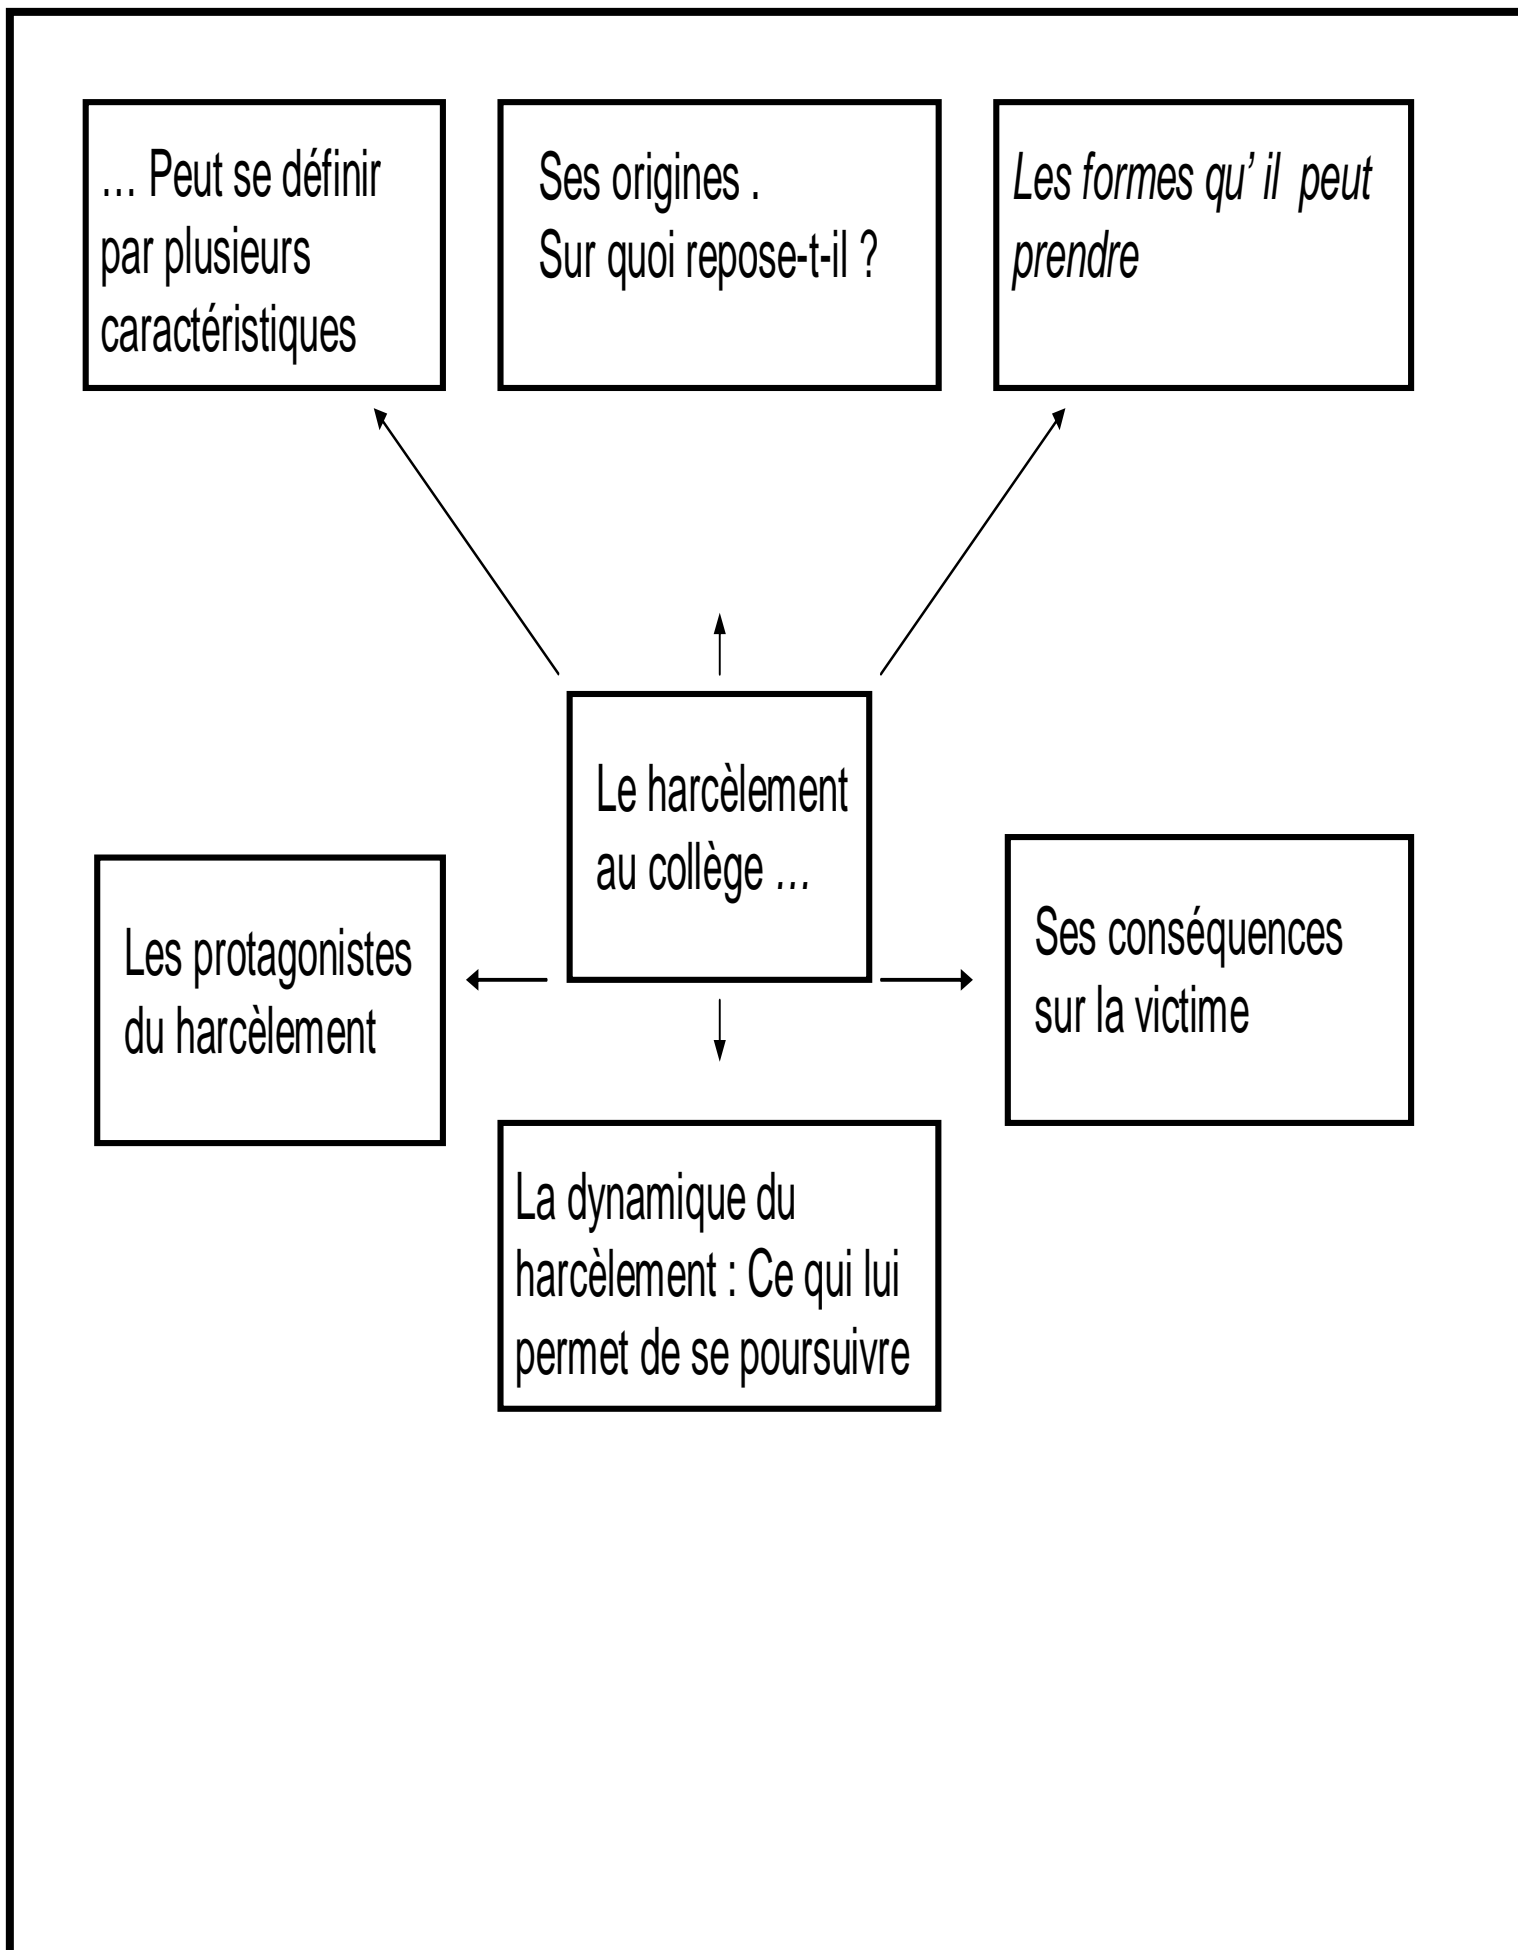 … Peut se définir
par plusieurs
caractéristiques
Ses origines .
Sur quoi repose-t-il ?
Les formes qu’ il  peut
prendre
Le harcèlement
au collège …
Les protagonistes
du harcèlement
Ses conséquences
sur la victime
La dynamique du
harcèlement : Ce qui lui
permet de se poursuivre